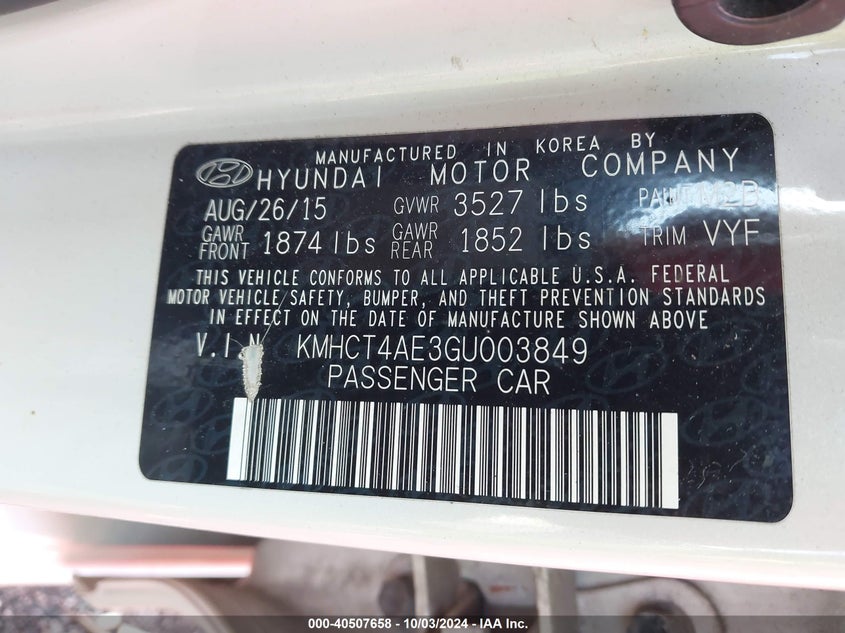 MANUFACTURED IN KOREA BY
HYUNDAI MOTOR COMPANY
AUG/26/15 GVWR 3527 lbs PAINT W2B
GAWR FRONT 1874 lbs GAWR REAR 1852 lbs TRIM VYF
THIS VEHICLE CONFORMS TO ALL APPLICABLE U.S.A. FEDERAL
MOTOR VEHICLE SAFETY, BUMPER, AND THEFT PREVENTION STANDARDS
IN EFFECT ON THE DATE OF MANUFACTURE SHOWN ABOVE
V.I.N KMHCT4AE3GU003849
PASSENGER CAR
000-40507658 - 10/03/2024 - IAA Inc.